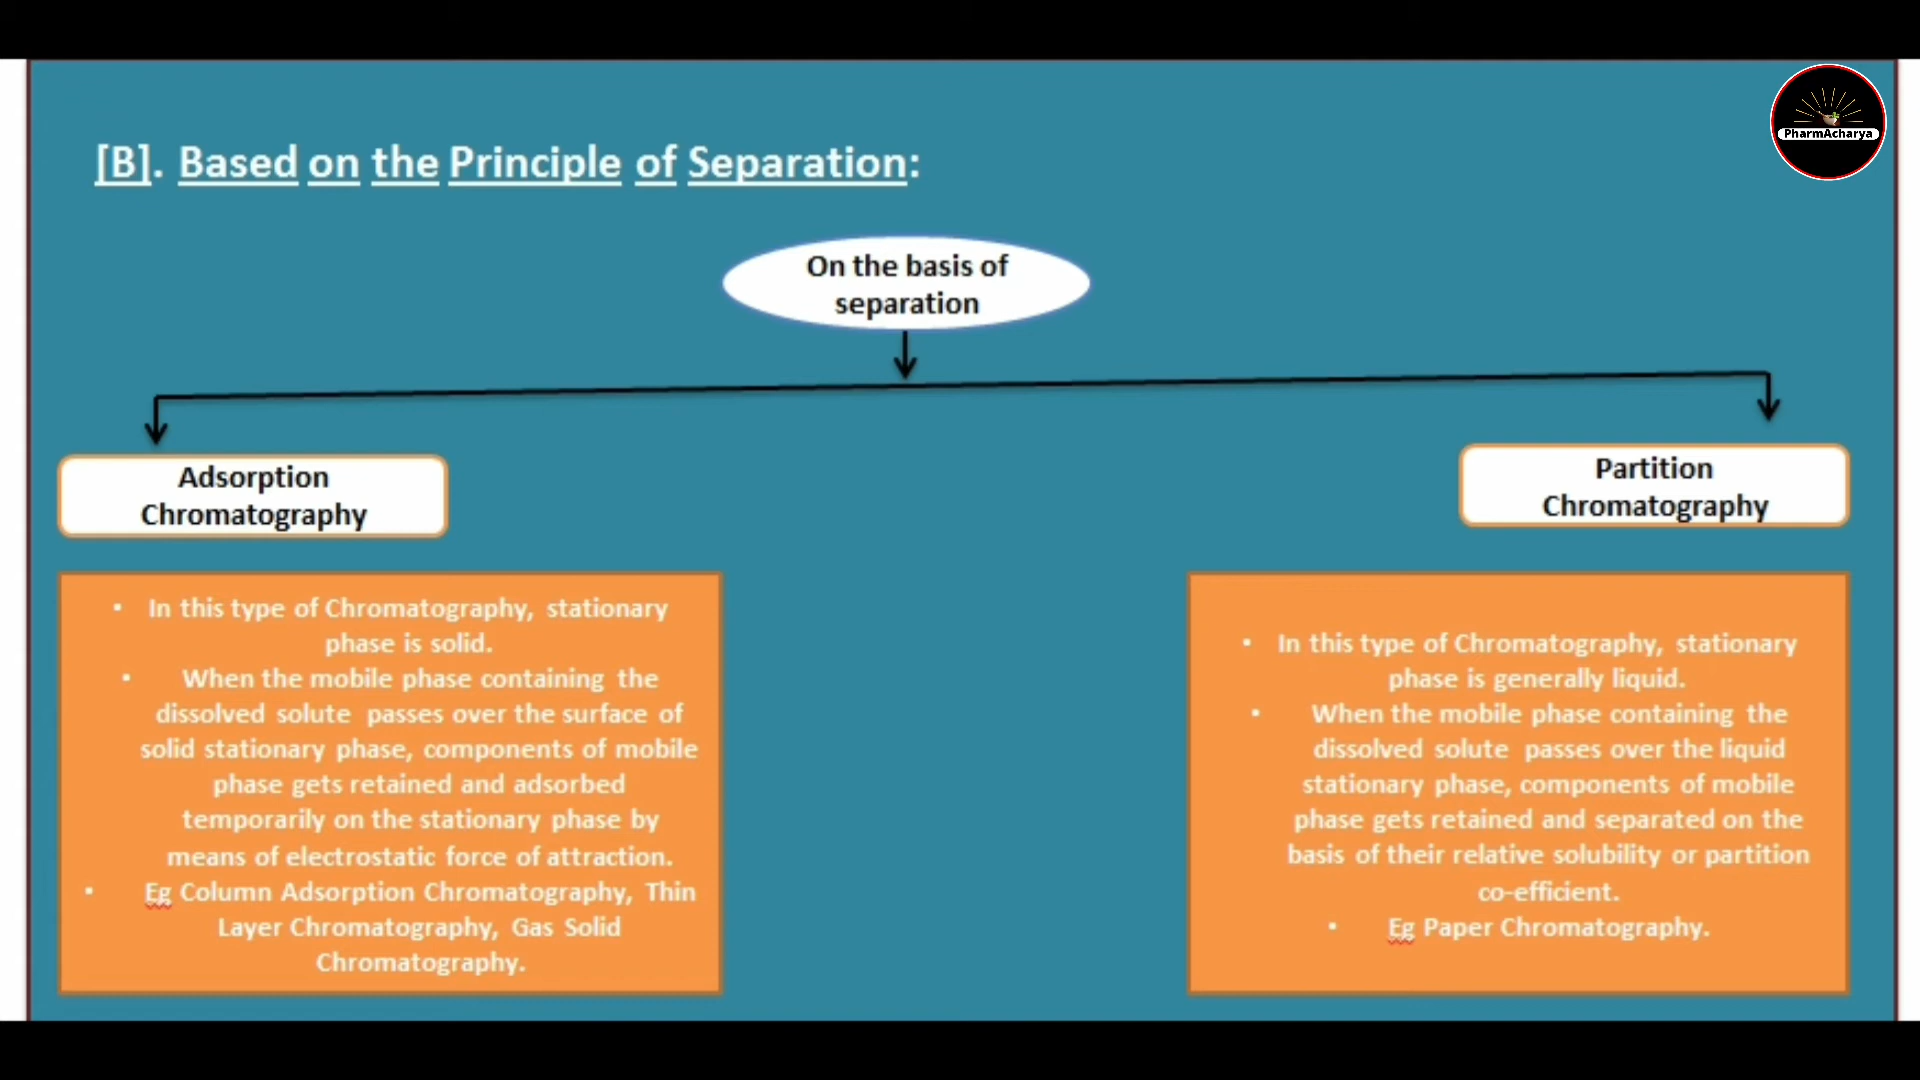 PharmAcharya
[B]. Based on the Principle of Separation:
On the basis of
separation
Adsorption
Chromatography
• In this type of Chromatography, stationary
phase is solid.
• When the mobile phase containing the
dissolved solute passes over the surface of
solid stationary phase, components of mobile
phase gets retained and adsorbed
temporarily on the stationary phase by
means of electrostatic force of attraction.
• Eg Column Adsorption Chromatography, Thin
Layer Chromatography, Gas Solid
Chromatography.
Partition
Chromatography
• In this type of Chromatography, stationary
phase is generally liquid.
• When the mobile phase containing the
dissolved solute passes over the liquid
stationary phase, components of mobile
phase gets retained and separated on the
basis of their relative solubility or partition
co-efficient.
• Eg Paper Chromatography.